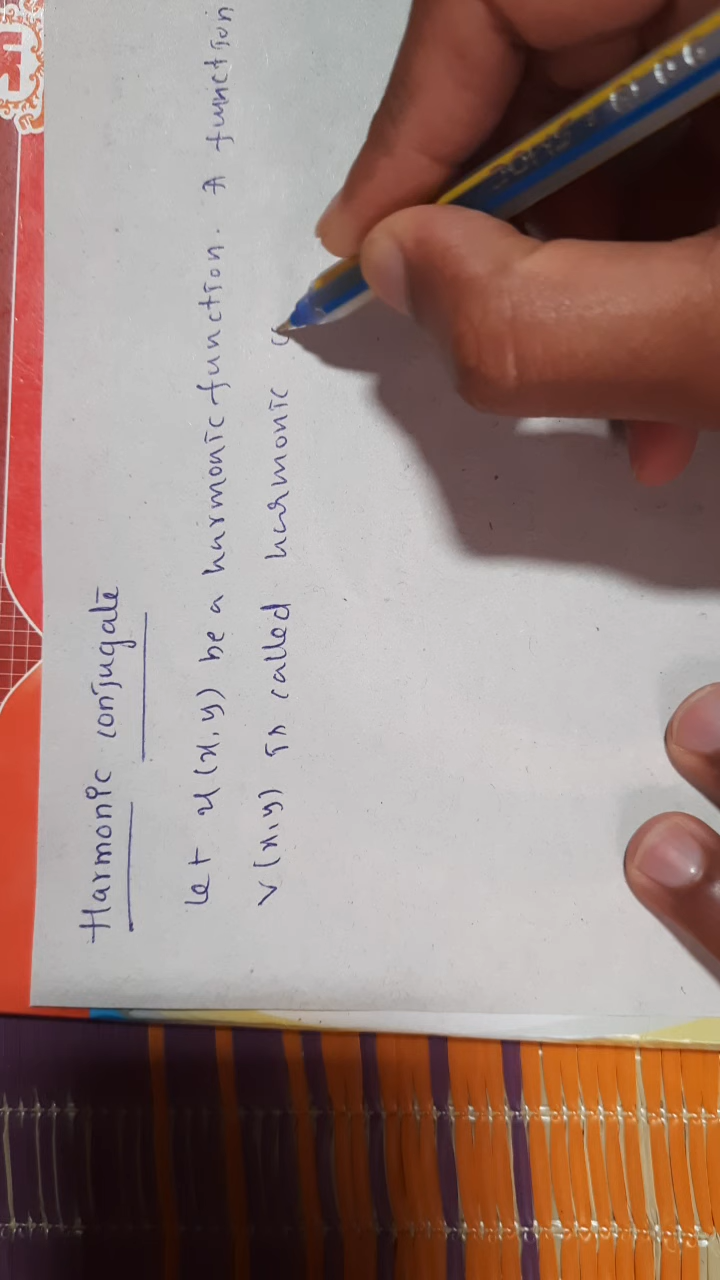 Harmonic conjugate
Let u(x,y) be a harmonic function. A function
v(x,y) is called harmonic c